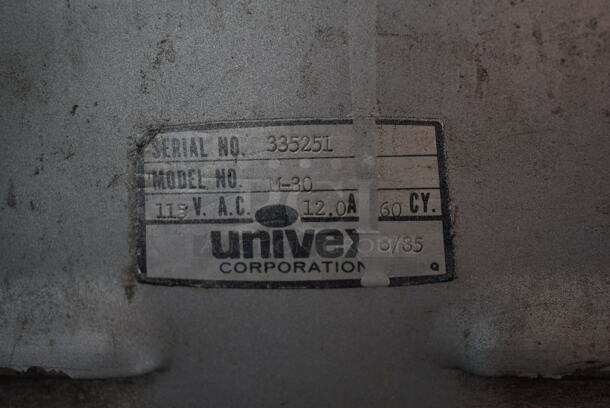 SERIAL NO. 335251
MODEL NO. M-30
115 V. A.C. 12.0A 60 CY.
univex
CORPORATION